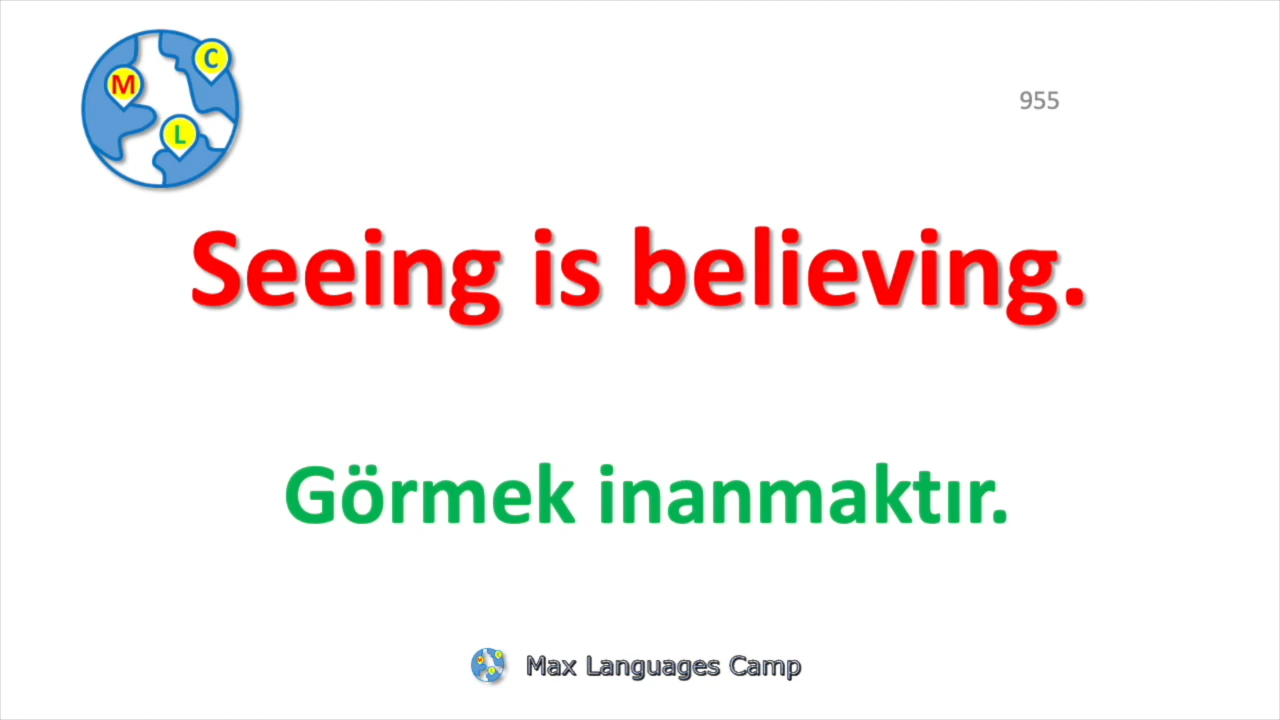 M
C
L
955
Seeing is believing.
Görmek inanmaktır.
Max Languages Camp